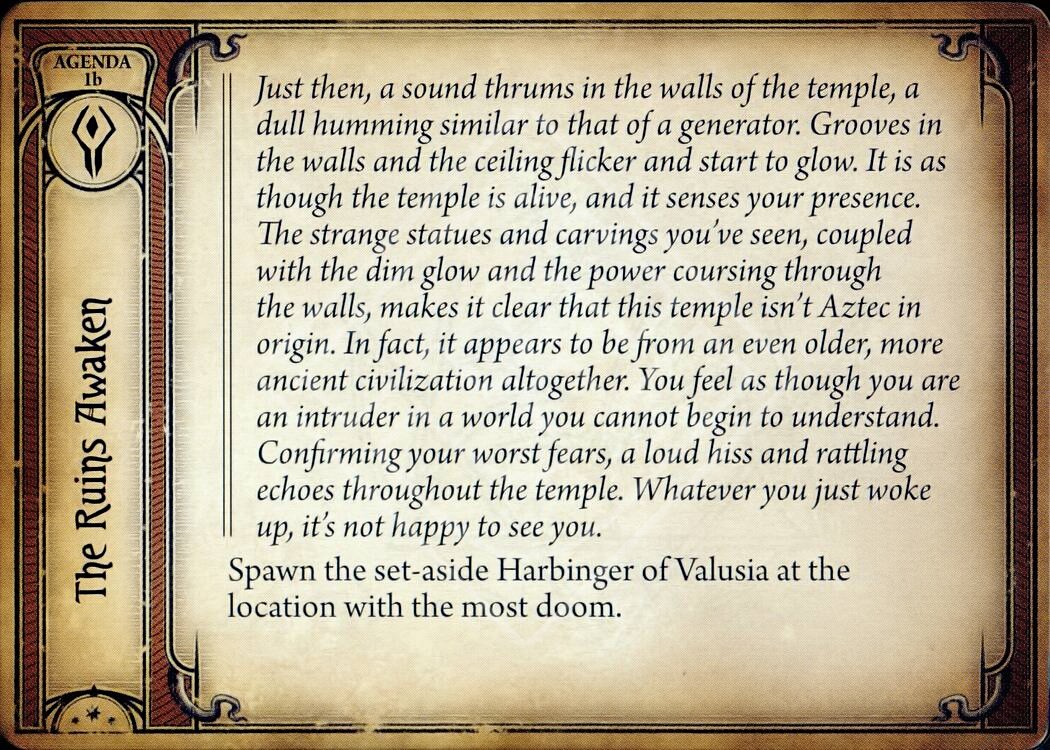 AGENDA
1b
The Ruins Awaken
Just then, a sound thrums in the walls of the temple, a
dull humming similar to that of a generator. Grooves in
the walls and the ceiling flicker and start to glow. It is as
though the temple is alive, and it senses your presence.
The strange statues and carvings you’ve seen, coupled
with the dim glow and the power coursing through
the walls, makes it clear that this temple isn’t Aztec in
origin. In fact, it appears to be from an even older, more
ancient civilization altogether. You feel as though you are
an intruder in a world you cannot begin to understand.
Confirming your worst fears, a loud hiss and rattling
echoes throughout the temple. Whatever you just woke
up, it’s not happy to see you.
Spawn the set-aside Harbinger of Valusia at the
location with the most doom.